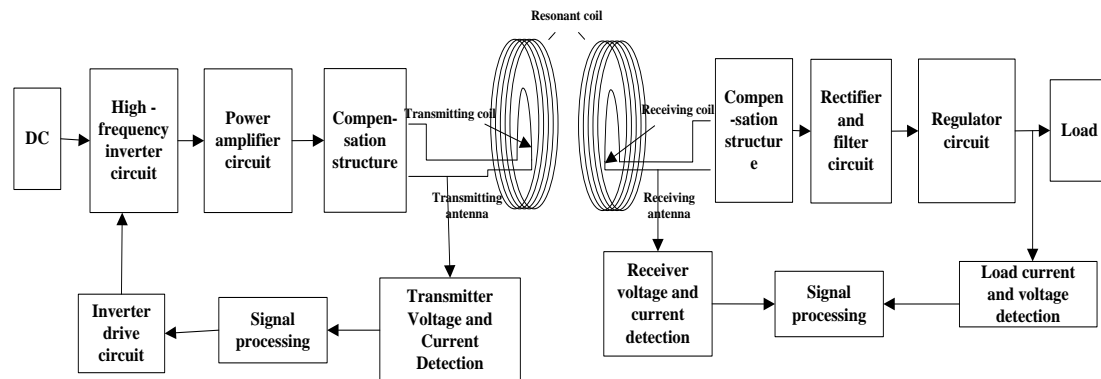 Resonant coil
DC
High -
frequency
inverter
circuit
Power
amplifier
circuit
Compen-
sation
structure
Transmitting coil
Transmitting
antenna
Receiving coil
Receiving
antenna
Compen
-sation
structur
e
Rectifier
and
filter
circuit
Regulator
circuit
Load
Inverter
drive
circuit
Signal
processing
Transmitter
Voltage and
Current
Detection
Receiver
voltage and
current
detection
Signal
processing
Load current
and voltage
detection